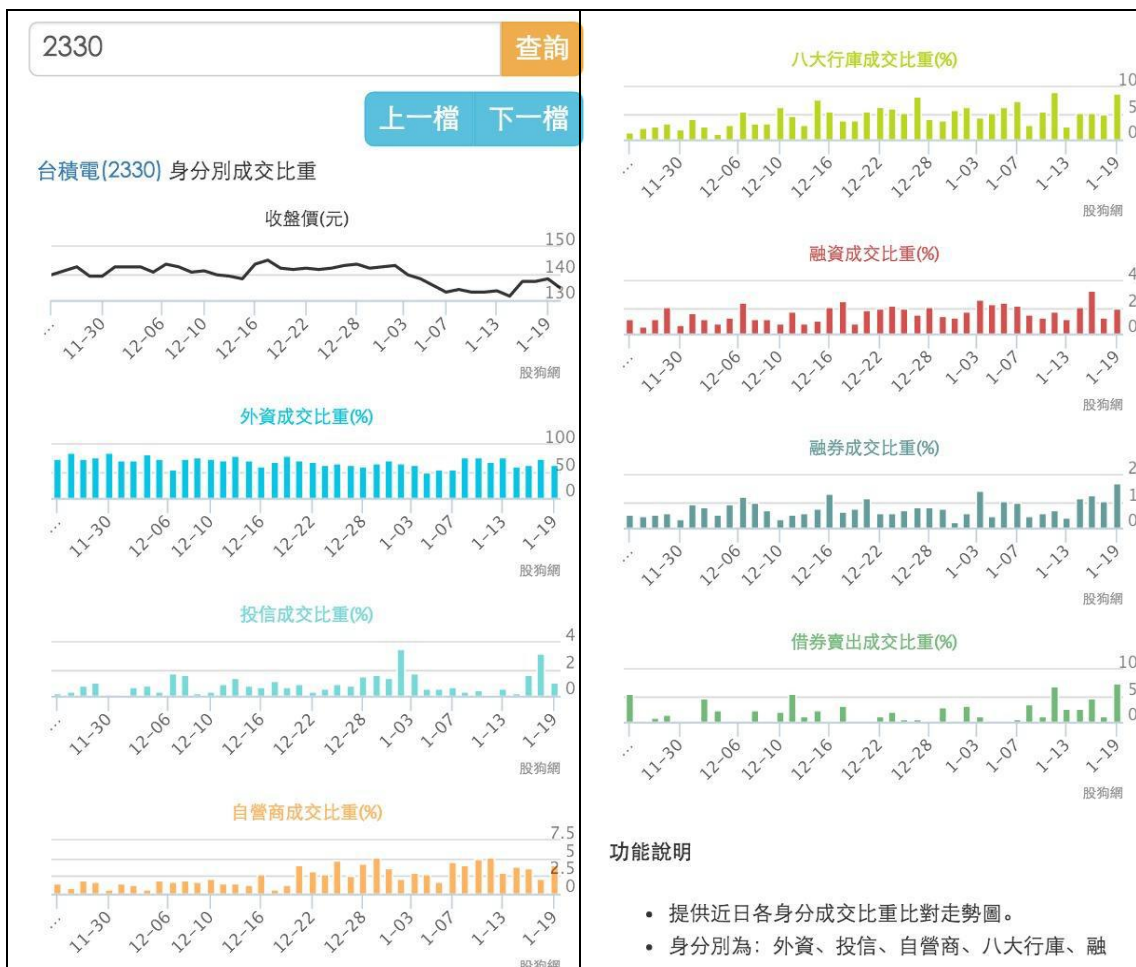 2330
查詢
上一檔 下一檔
台積電(2330) 身分別成交比重
收盤價(元)
150
140
130
... 11-30 12-06 12-10 12-16 12-22 12-28 1-03 1-07 1-13 1-19
股狗網
外資成交比重(%)
100
50
0
... 11-30 12-06 12-10 12-16 12-22 12-28 1-03 1-07 1-13 1-19
股狗網
投信成交比重(%)
4
2
0
... 11-30 12-06 12-10 12-16 12-22 12-28 1-03 1-07 1-13 1-19
股狗網
自營商成交比重(%)
7.5
5
2.5
0
... 11-30 12-06 12-10 12-16 12-22 12-28 1-03 1-07 1-13 1-19
股狗網
八大行庫成交比重(%)
10
5
0
... 11-30 12-06 12-10 12-16 12-22 12-28 1-03 1-07 1-13 1-19
股狗網
融資成交比重(%)
4
2
0
... 11-30 12-06 12-10 12-16 12-22 12-28 1-03 1-07 1-13 1-19
股狗網
融券成交比重(%)
2
1
0
... 11-30 12-06 12-10 12-16 12-22 12-28 1-03 1-07 1-13 1-19
股狗網
借券賣出成交比重(%)
10
5
0
... 11-30 12-06 12-10 12-16 12-22 12-28 1-03 1-07 1-13 1-19
股狗網
功能說明
• 提供近日各身分成交比重比對走勢圖。
• 身分別為：外資、投信、自營商、八大行庫、融